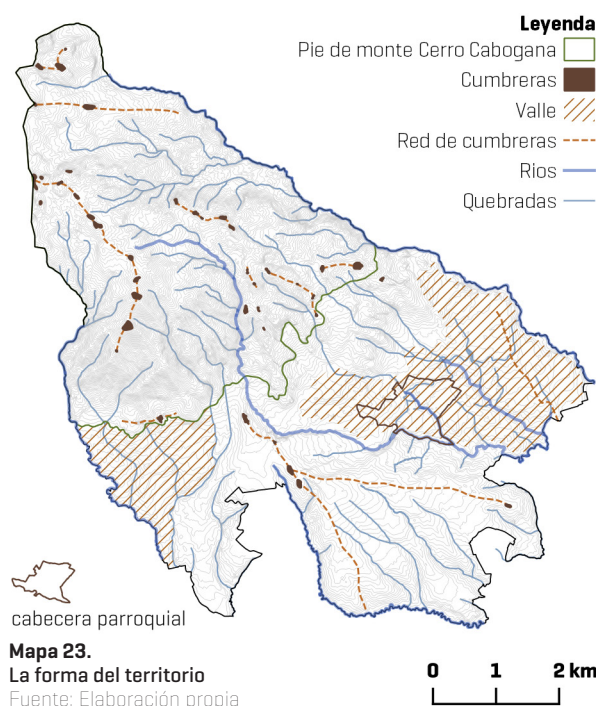 Leyenda
Pie de monte Cerro Cabogana
Cumbreras
Valle
Red de cumbreras
Rios
Quebradas
cabecera parroquial
Mapa 23.
La forma del territorio
Fuente: Elaboración propia
0 1 2 km